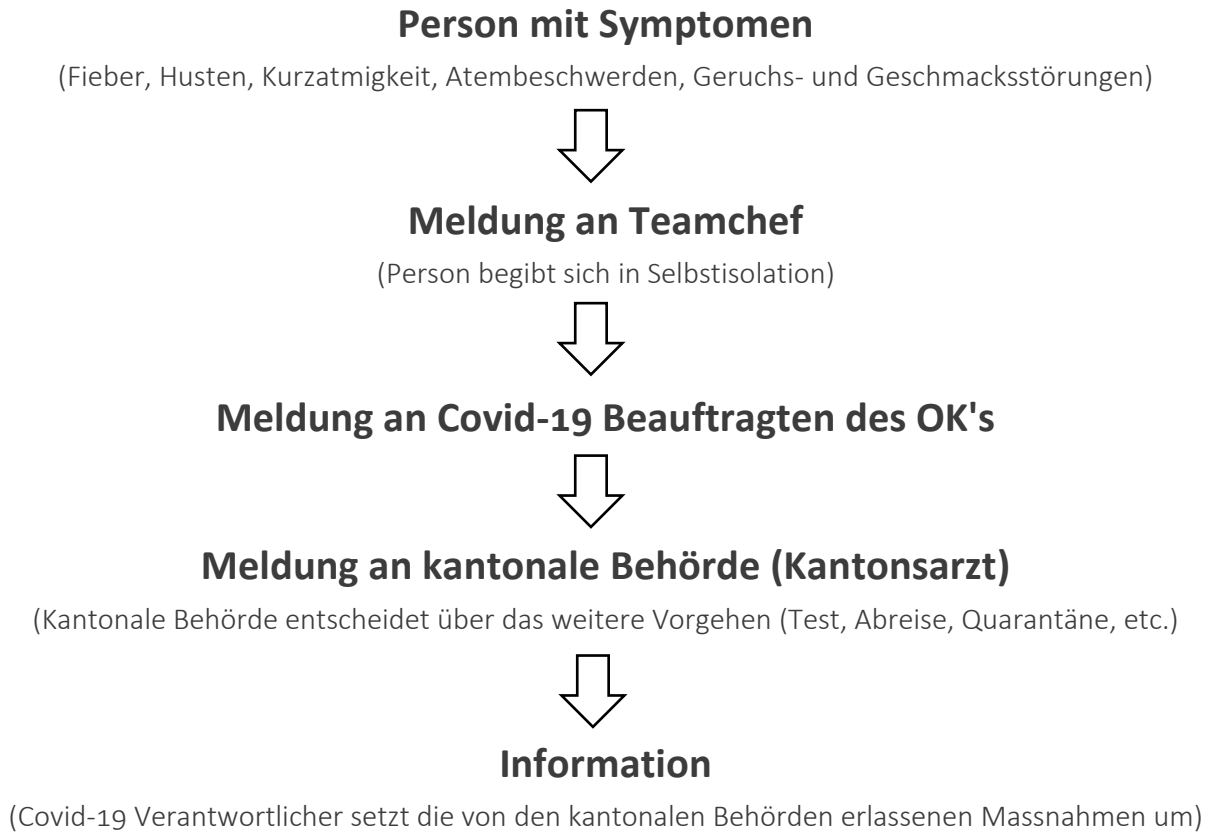 Person mit Symptomen
(Fieber, Husten, Kurzatmigkeit, Atembeschwerden, Geruchs- und Geschmacksstörungen)
Meldung an Teamchef
(Person begibt sich in Selbstisolation)
Meldung an Covid-19 Beauftragten des OK's
Meldung an kantonale Behörde (Kantonsarzt)
(Kantonale Behörde entscheidet über das weitere Vorgehen (Test, Abreise, Quarantäne, etc.)
Information
(Covid-19 Verantwortlicher setzt die von den kantonalen Behörden erlassenen Massnahmen um)